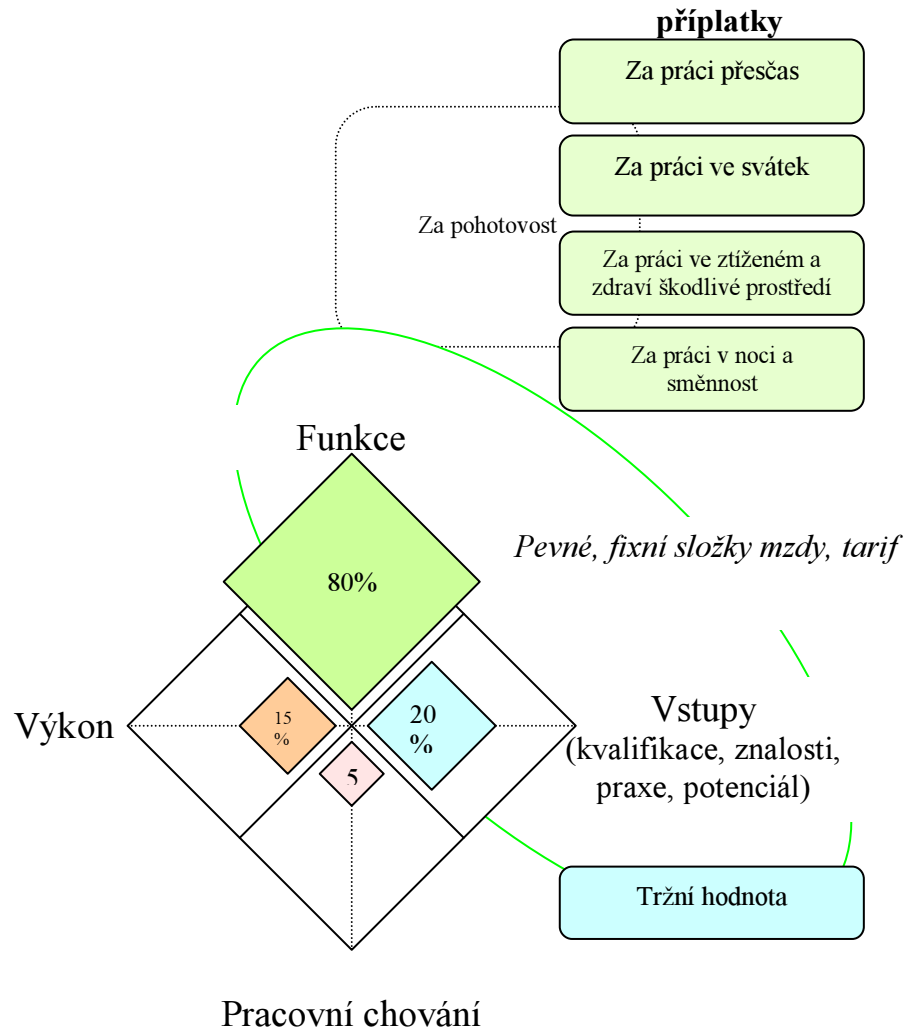 příplatky
Za práci přesčas
Za práci ve svátek
Za pohotovost
Za práci ve ztíženém a
zdraví škodlivé prostředí
Za práci v noci a
směnnost
Funkce
Pevné, fixní složky mzdy, tarif
80%
Výkon
15
%
20
%
5
Vstupy
(kvalifikace, znalosti,
praxe, potenciál)
Tržní hodnota
Pracovní chování